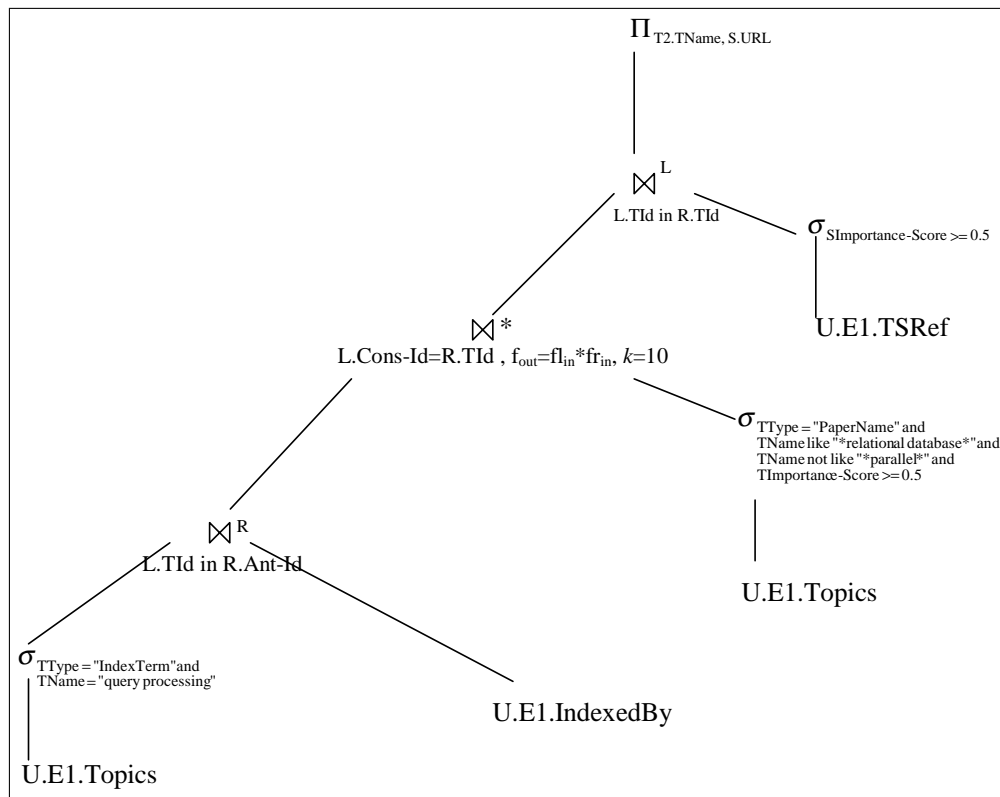 Π T2.TName, S.URL
⋈ L
L.TId in R.TId
σ SImportance-Score >= 0.5
U.E1.TSRef
⋈ *
L.Cons-Id=R.TId , fout=flin*frin, k=10
σ TType = "PaperName" and
TName like "*relational database*" and
TName not like "*parallel*" and
TImportance-Score >= 0.5
⋈ R
L.TId in R.Ant-Id
U.E1.Topics
σ TType = "IndexTerm" and
TName = "query processing"
U.E1.IndexedBy
U.E1.Topics